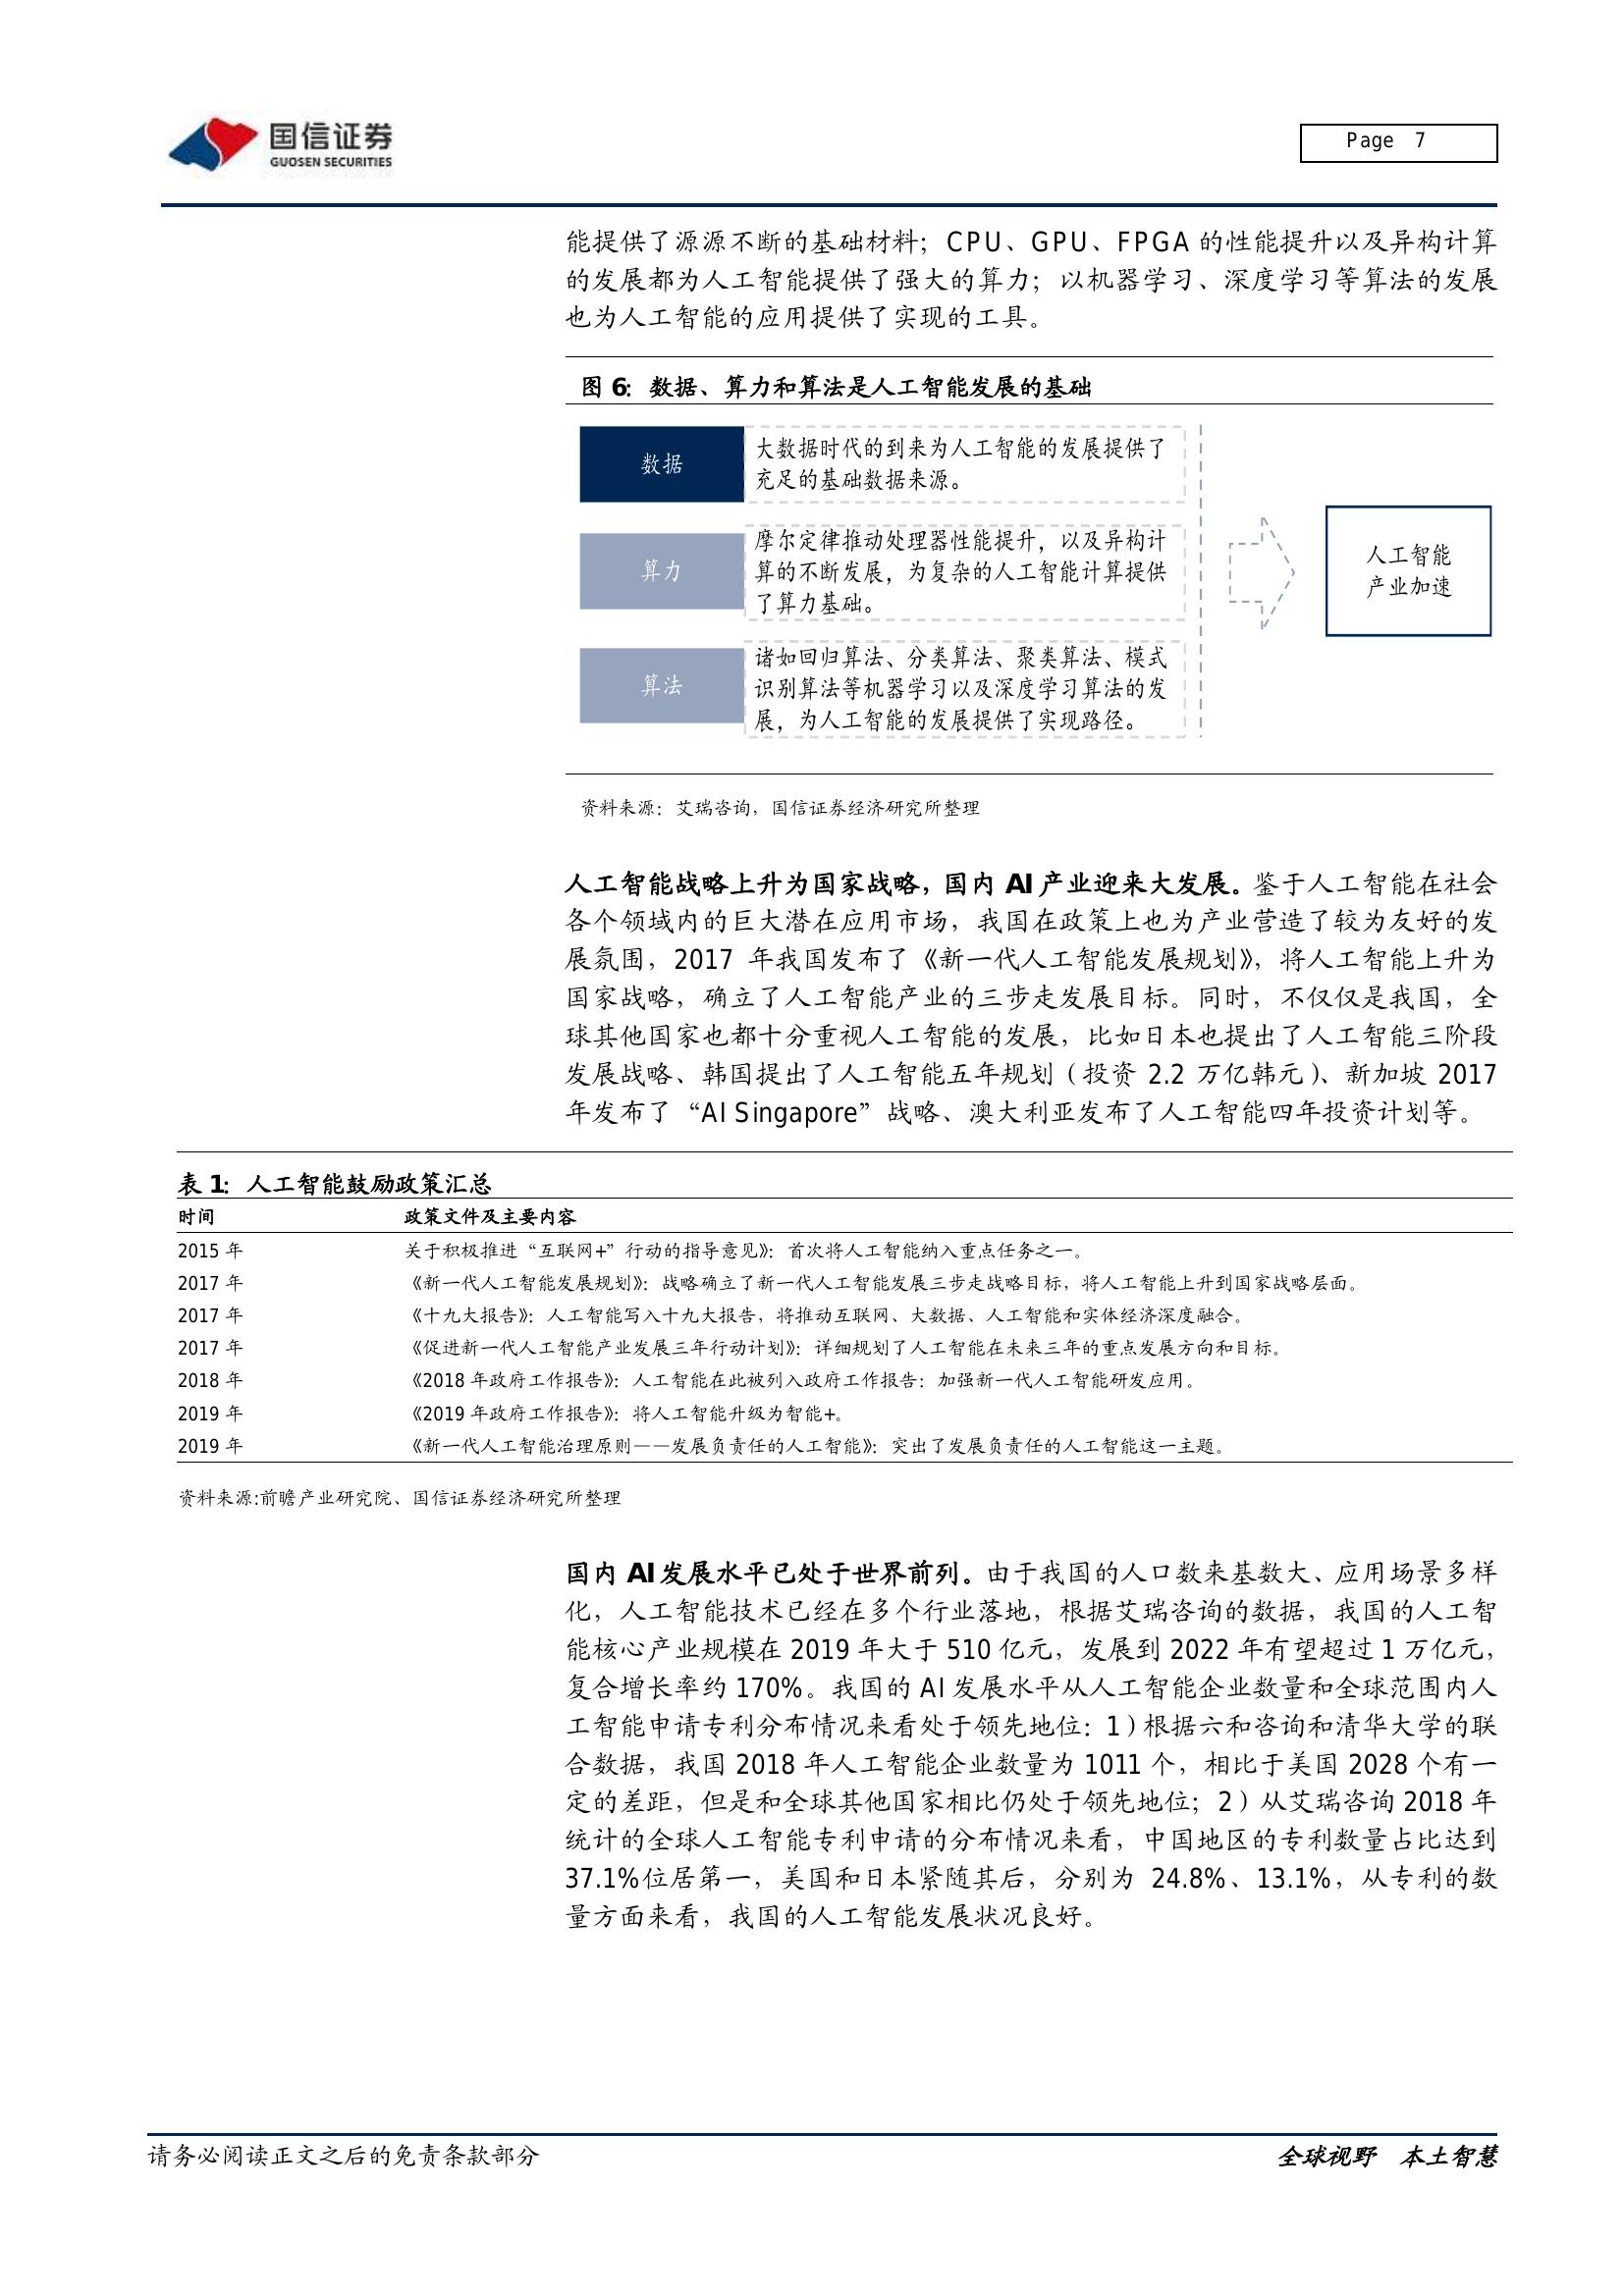 国信证券
GUOSEN SECURITIES
Page 7
能提供了源源不断的基础材料；CPU、GPU、FPGA 的性能提升以及异构计算
的发展都为人工智能提供了强大的算力；以机器学习、深度学习等算法的发展
也为人工智能的应用提供了实现的工具。
图 6：数据、算力和算法是人工智能发展的基础
数据
大数据时代的到来为人工智能的发展提供了
充足的基础数据来源。
算力
摩尔定律推动处理器性能提升，以及异构计
算的不断发展，为复杂的人工智能计算提供
了算力基础。
算法
诸如回归算法、分类算法、聚类算法、模式
识别算法等机器学习以及深度学习算法的发
展，为人工智能的发展提供了实现路径。
人工智能
产业加速
资料来源：艾瑞咨询，国信证券经济研究所整理
人工智能战略上升为国家战略，国内 AI 产业迎来大发展。鉴于人工智能在社会
各个领域内的巨大潜在应用市场，我国在政策上也为产业营造了较为友好的发
展氛围，2017 年我国发布了《新一代人工智能发展规划》，将人工智能上升为
国家战略，确立了人工智能产业的三步走发展目标。同时，不仅仅是我国，全
球其他国家也都十分重视人工智能的发展，比如日本也提出了人工智能三阶段
发展战略、韩国提出了人工智能五年规划（投资 2.2 万亿韩元）、新加坡 2017
年发布了“AI Singapore”战略、澳大利亚发布了人工智能四年投资计划等。
表 1：人工智能鼓励政策汇总
时间 政策文件及主要内容
2015 年 关于积极推进“互联网+”行动的指导意见》：首次将人工智能纳入重点任务之一。
2017 年 《新一代人工智能发展规划》：战略确立了新一代人工智能发展三步走战略目标，将人工智能上升到国家战略层面。
2017 年 《十九大报告》：人工智能写入十九大报告，将推动互联网、大数据、人工智能和实体经济深度融合。
2017 年 《促进新一代人工智能产业发展三年行动计划》：详细规划了人工智能在未来三年的重点发展方向和目标。
2018 年 《2018 年政府工作报告》：人工智能在此被列入政府工作报告：加强新一代人工智能研发应用。
2019 年 《2019 年政府工作报告》：将人工智能升级为智能+。
2019 年 《新一代人工智能治理原则——发展负责任的人工智能》：突出了发展负责任的人工智能这一主题。
资料来源:前瞻产业研究院、国信证券经济研究所整理
国内 AI 发展水平已处于世界前列。由于我国的人口数来基数大、应用场景多样
化，人工智能技术已经在多个行业落地，根据艾瑞咨询的数据，我国的人工智
能核心产业规模在 2019 年大于 510 亿元，发展到 2022 年有望超过 1 万亿元，
复合增长率约 170%。我国的 AI 发展水平从人工智能企业数量和全球范围内人
工智能申请专利分布情况来看处于领先地位：1）根据六和咨询和清华大学的联
合数据，我国 2018 年人工智能企业数量为 1011 个，相比于美国 2028 个有一
定的差距，但是和全球其他国家相比仍处于领先地位；2）从艾瑞咨询 2018 年
统计的全球人工智能专利申请的分布情况来看，中国地区的专利数量占比达到
37.1%位居第一，美国和日本紧随其后，分别为 24.8%、13.1%，从专利的数
量方面来看，我国的人工智能发展状况良好。
请务必阅读正文之后的免责条款部分
全球视野 本土智慧